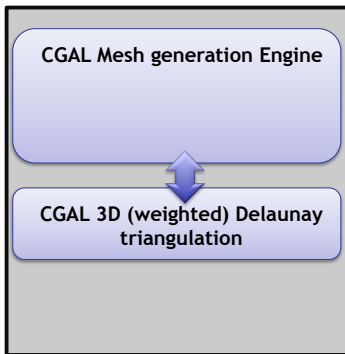 CGAL Mesh generation Engine
CGAL 3D (weighted) Delaunay
triangulation